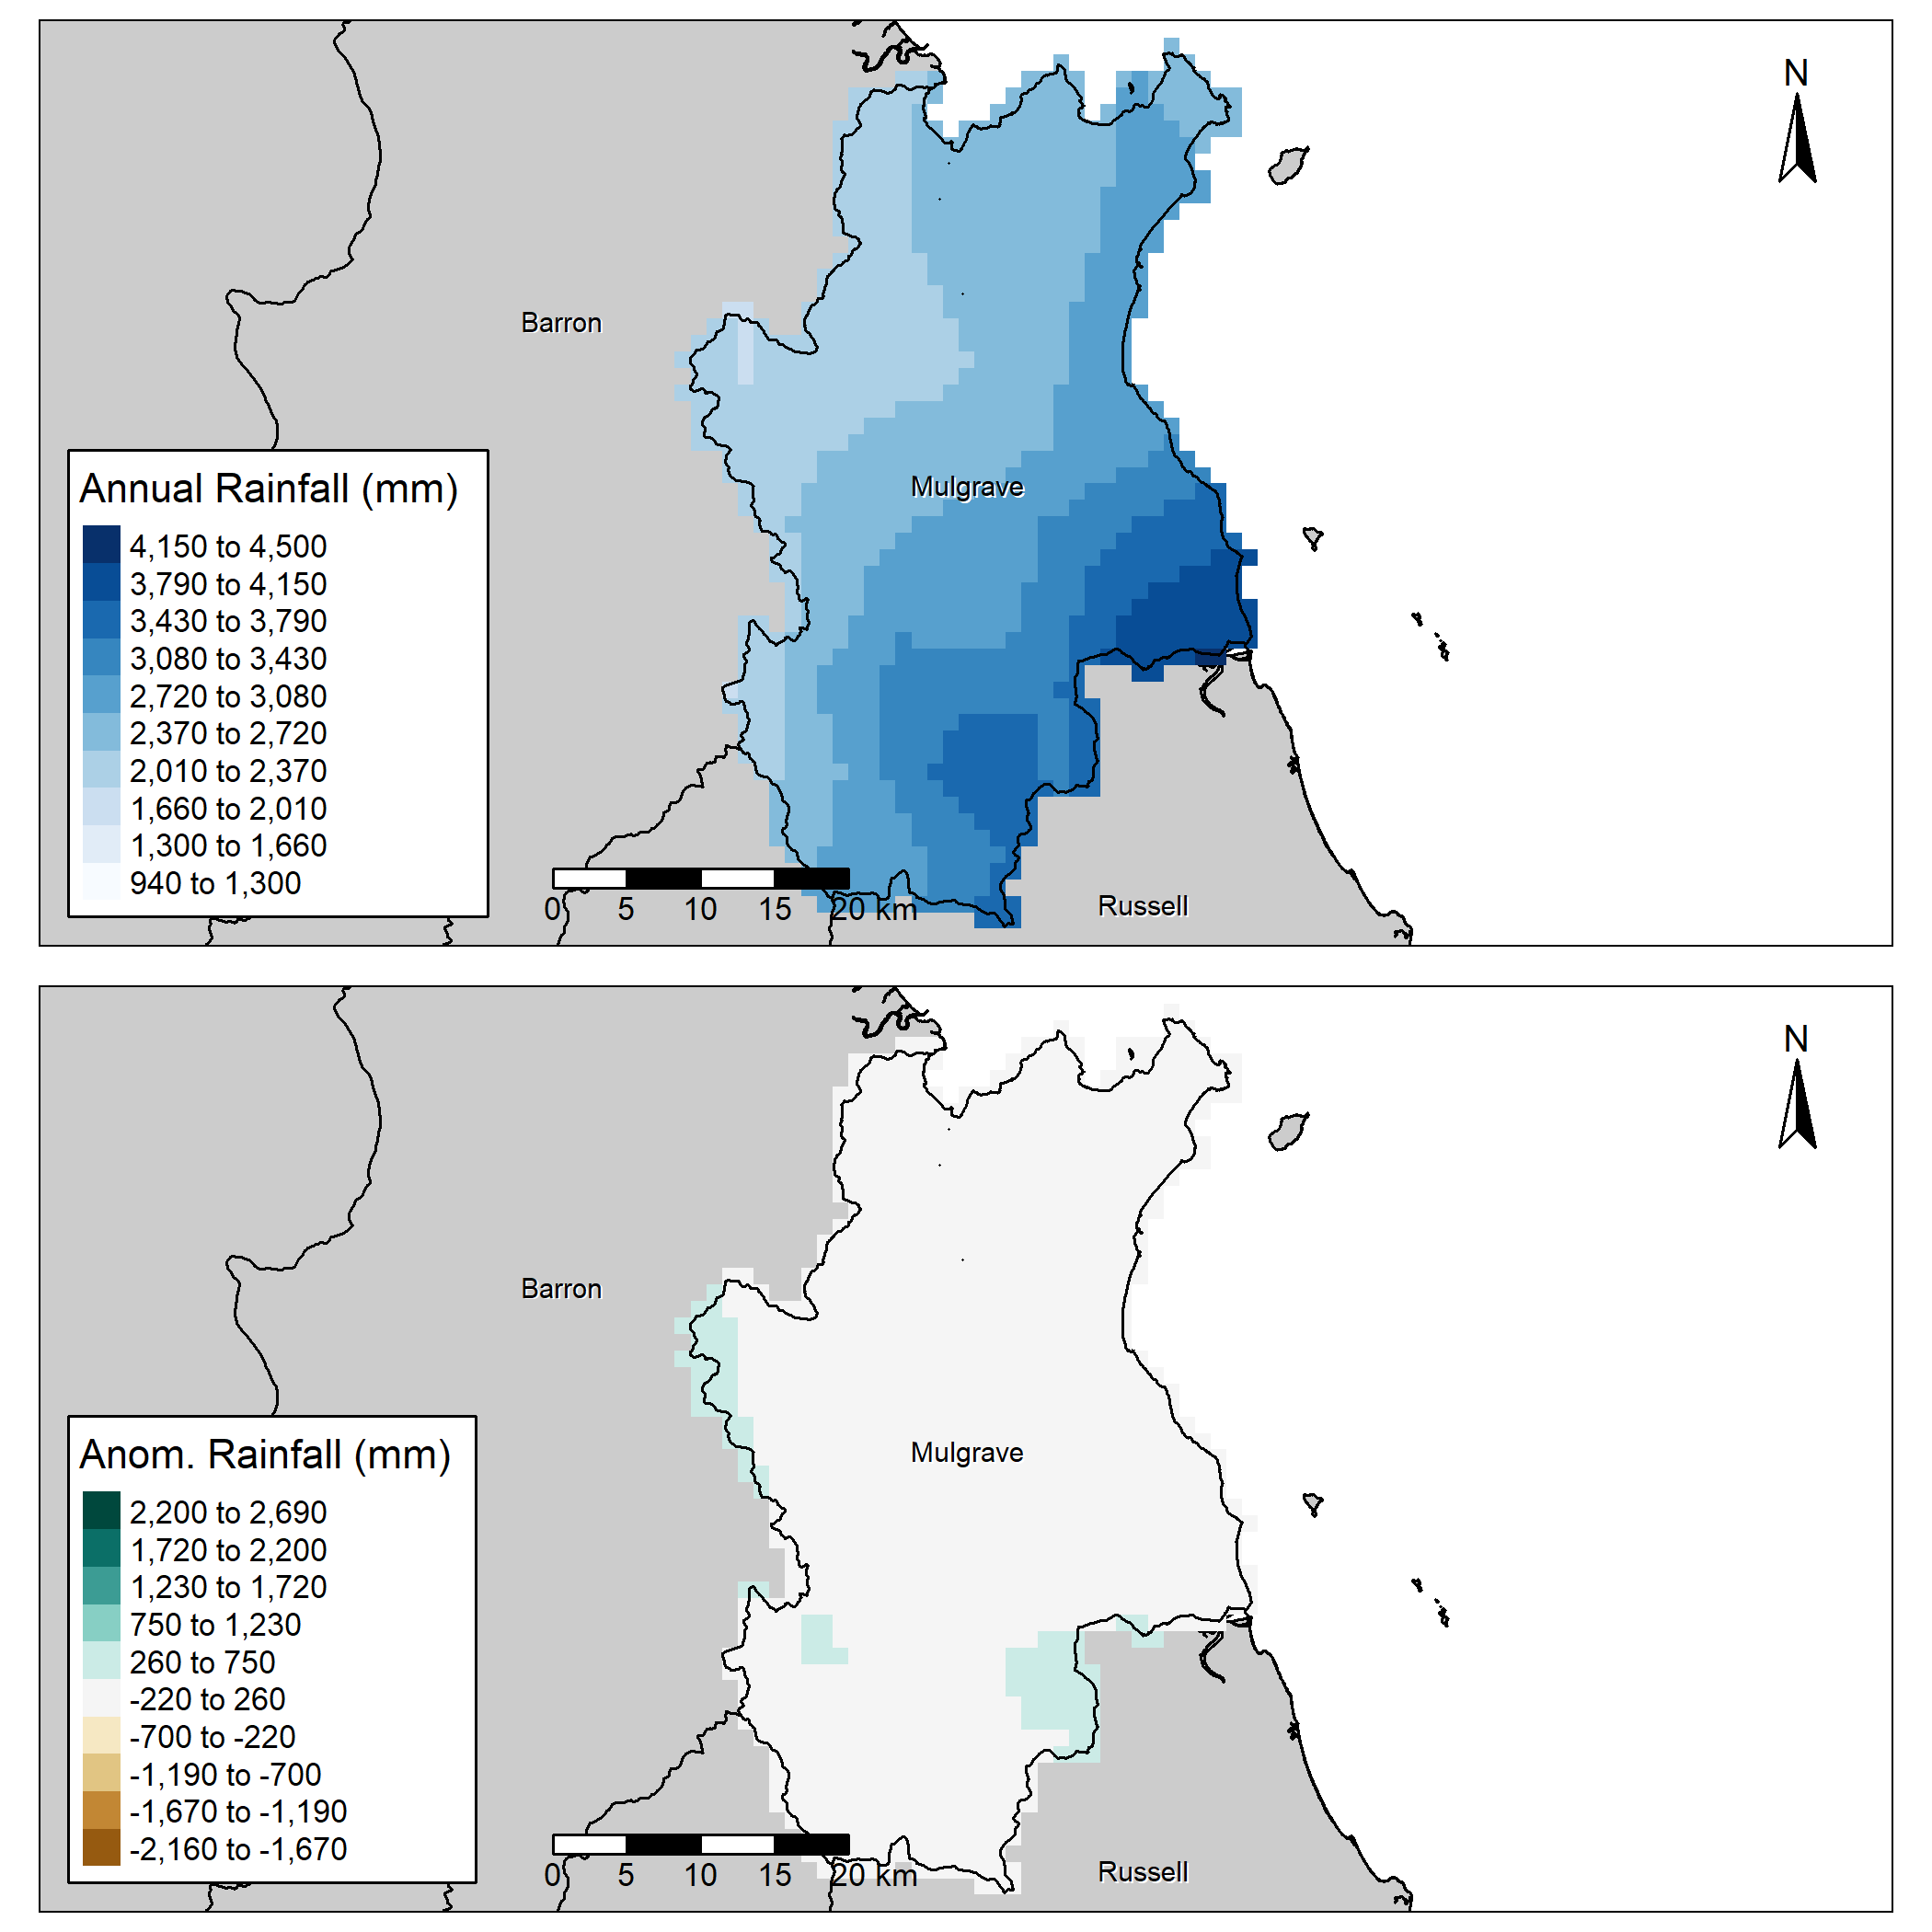 N
Barron
Mulgrave
Annual Rainfall (mm)
4,150 to 4,500
3,790 to 4,150
3,430 to 3,790
3,080 to 3,430
2,720 to 3,080
2,370 to 2,720
2,010 to 2,370
1,660 to 2,010
1,300 to 1,660
940 to 1,300
0 5 10 15 20 km
Russell
N
Barron
Mulgrave
Anom. Rainfall (mm)
2,200 to 2,690
1,720 to 2,200
1,230 to 1,720
750 to 1,230
260 to 750
-220 to 260
-700 to -220
-1,190 to -700
-1,670 to -1,190
-2,160 to -1,670
0 5 10 15 20 km
Russell